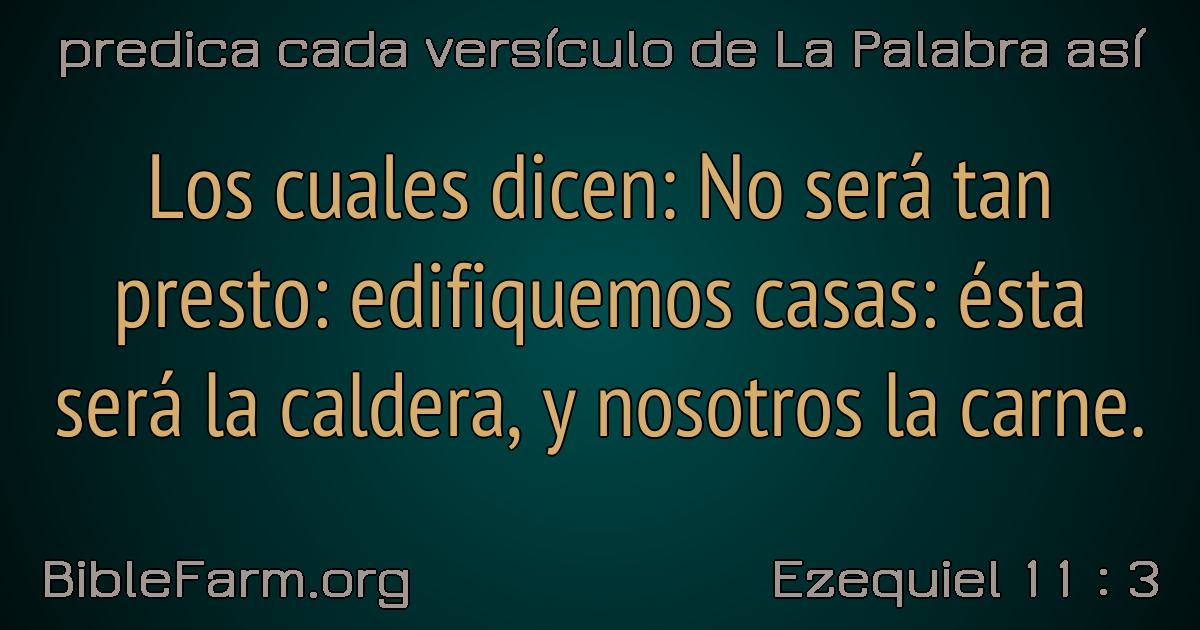 predica cada versículo de La Palabra así
Los cuales dicen: No será tan
presto: edifiquemos casas: ésta
será la caldera, y nosotros la carne.
BibleFarm.org
Ezequiel 11 : 3